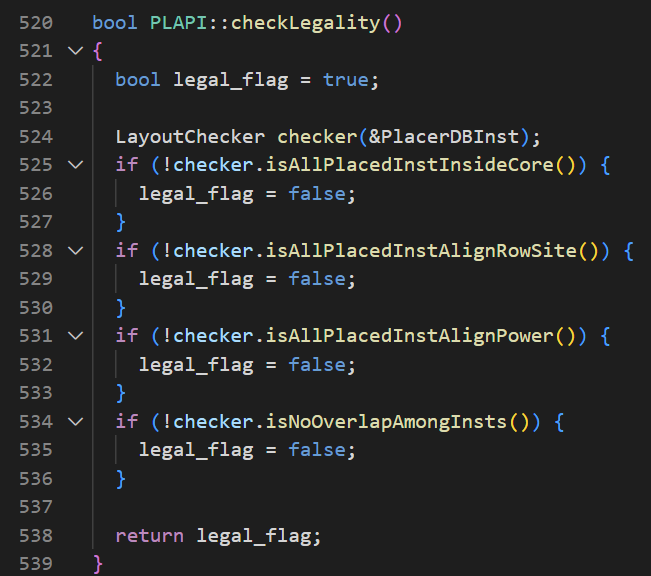 520 bool PLAPI::checkLegality()
521 {
522   bool legal_flag = true;
523
524   LayoutChecker checker(&PlacerDBInst);
525   if (!checker.isAllPlacedInstInsideCore()) {
526     legal_flag = false;
527   }
528   if (!checker.isAllPlacedInstAlignRowSite()) {
529     legal_flag = false;
530   }
531   if (!checker.isAllPlacedInstAlignPower()) {
532     legal_flag = false;
533   }
534   if (!checker.isNoOverlapAmongInsts()) {
535     legal_flag = false;
536   }
537
538   return legal_flag;
539 }